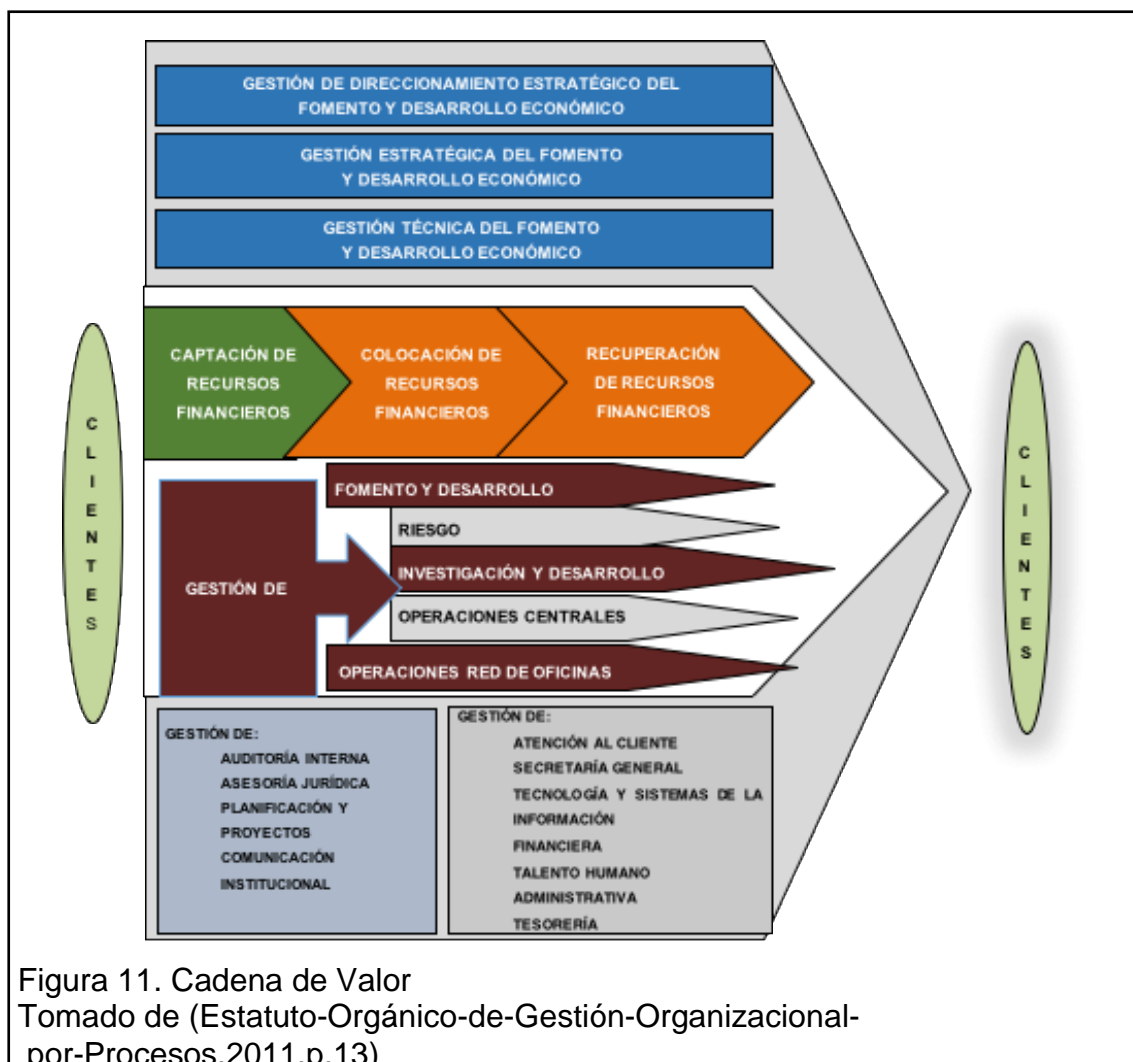 GESTIÓN DE DIRECCIONAMIENTO ESTRATÉGICO DEL
FOMENTO Y DESARROLLO ECONÓMICO
GESTIÓN ESTRATÉGICA DEL FOMENTO
Y DESARROLLO ECONÓMICO
GESTIÓN TÉCNICA DEL FOMENTO
Y DESARROLLO ECONÓMICO
CLIENTES
CAPTACIÓN DE
RECURSOS
FINANCIEROS
COLOCACIÓN DE
RECURSOS
FINANCIEROS
RECUPERACIÓN
DE RECURSOS
FINANCIEROS
GESTIÓN DE
FOMENTO Y DESARROLLO
RIESGO
INVESTIGACIÓN Y DESARROLLO
OPERACIONES CENTRALES
OPERACIONES RED DE OFICINAS
CLIENTES
GESTIÓN DE:
AUDITORÍA INTERNA
ASESORÍA JURÍDICA
PLANIFICACIÓN Y
PROYECTOS
COMUNICACIÓN
INSTITUCIONAL
GESTIÓN DE:
ATENCIÓN AL CLIENTE
SECRETARÍA GENERAL
TECNOLOGÍA Y SISTEMAS DE LA
INFORMACIÓN
FINANCIERA
TALENTO HUMANO
ADMINISTRATIVA
TESORERÍA
Figura 11. Cadena de Valor
Tomado de (Estatuto-Orgánico-de-Gestión-Organizacional-
por-Procesos,2011,p.13)